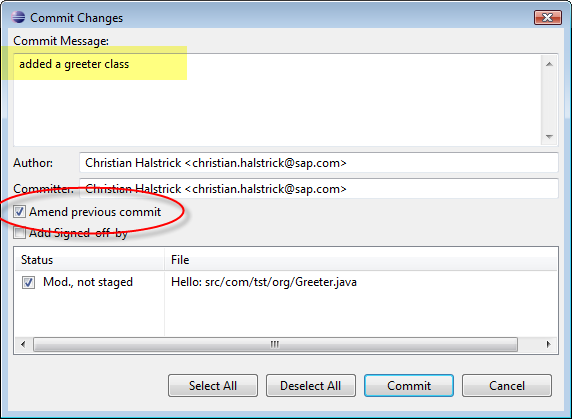 Commit Changes
Commit Message:
added a greeter class
Author: Christian Halstrick <christian.halstrick@sap.com>
Committer: Christian Halstrick <christian.halstrick@sap.com>
Amend previous commit
Add Signed-off-by
Status File
Mod., not staged Hello: src/com/tst/org/Greeter.java
Select All Deselect All Commit Cancel